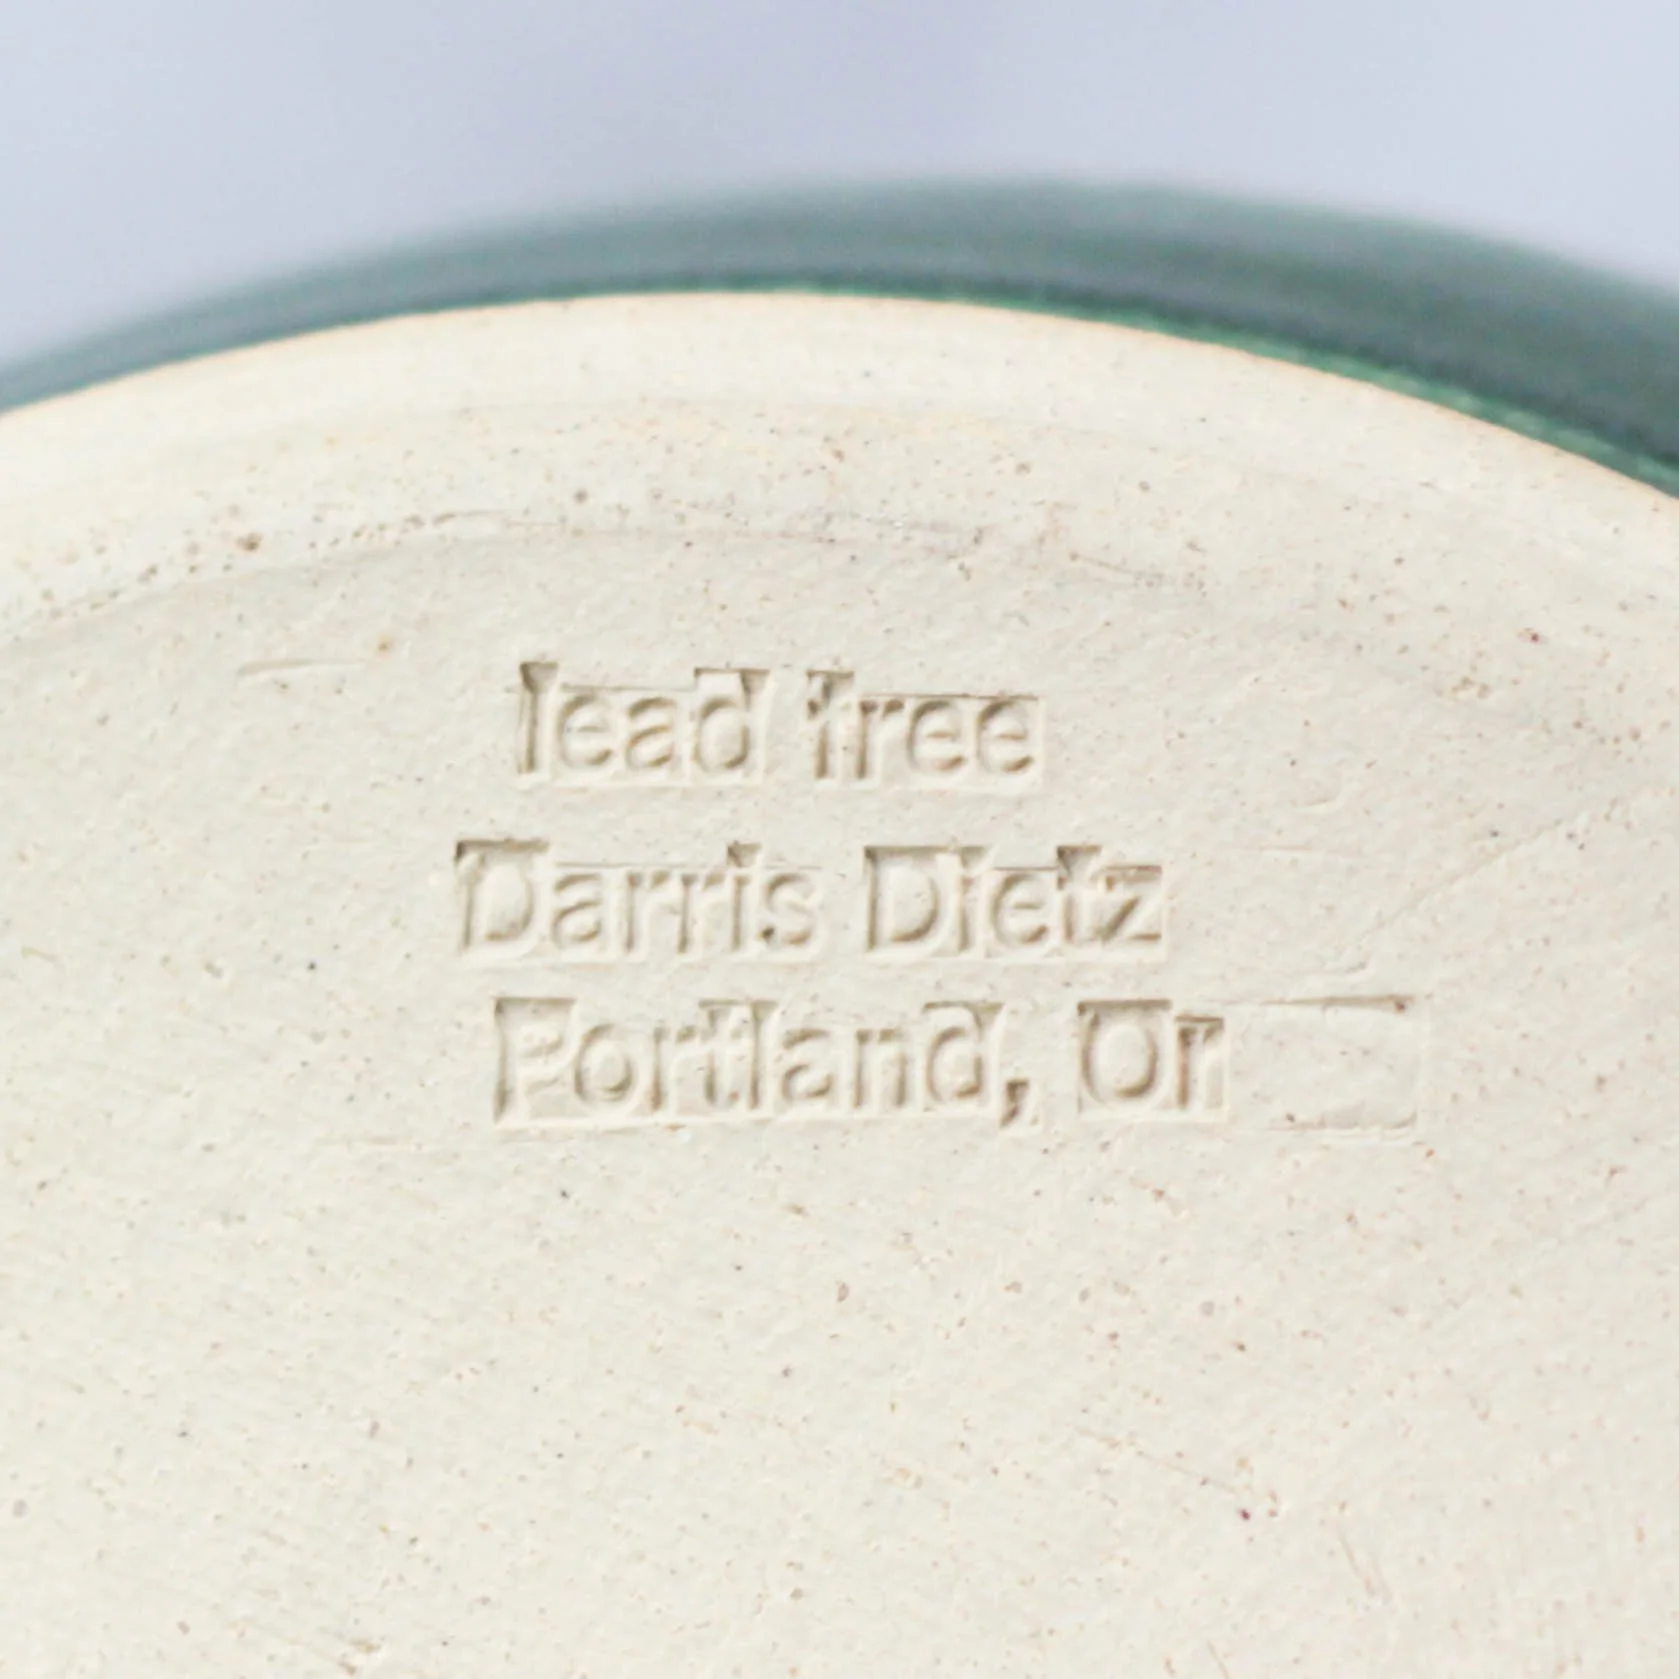 lead free
Darris Dietz
Portland, Or